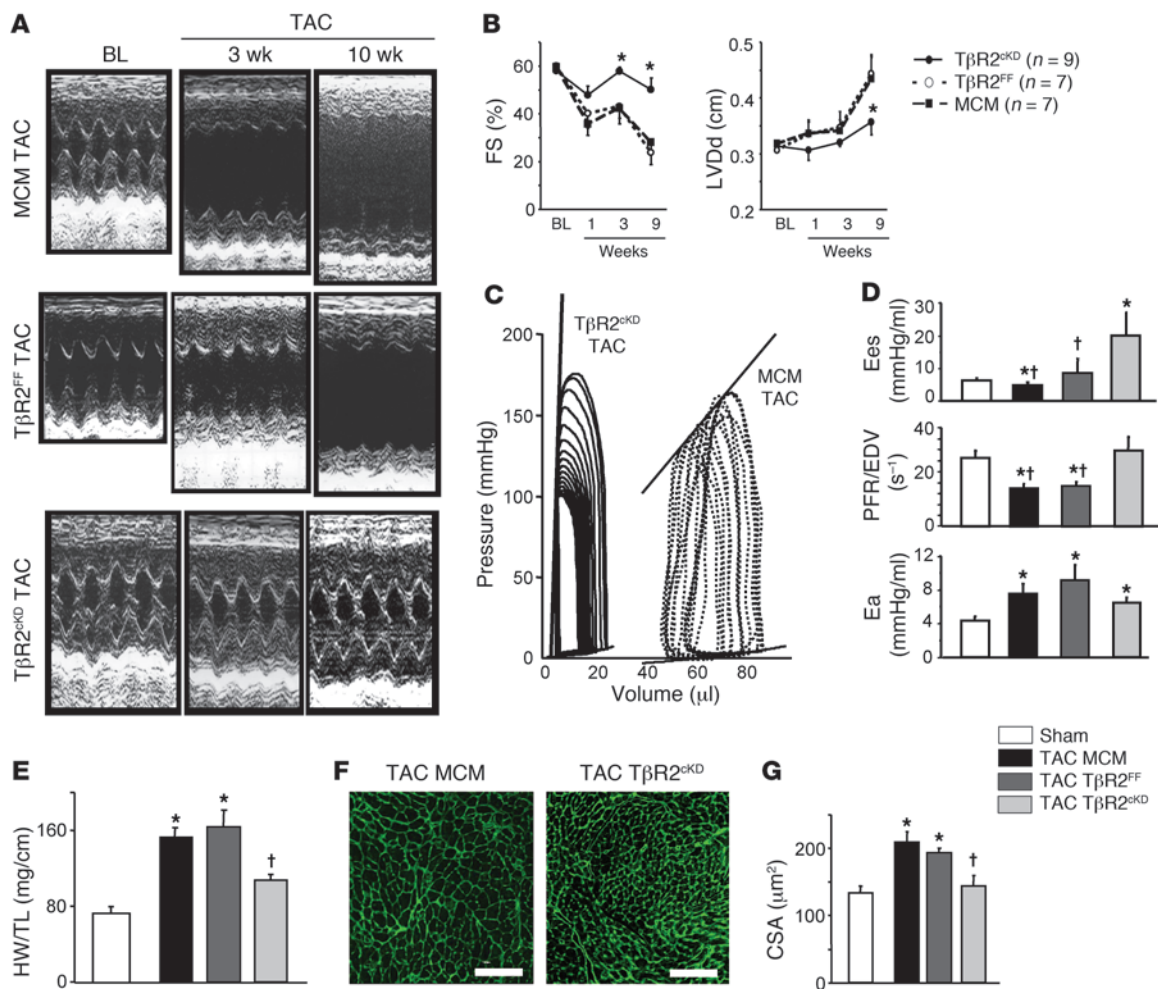 A
TAC
BL
3 wk
10 wk
MCM TAC
TβR2FF TAC
TβR2cKD TAC
B
FS (%)
60
40
20
0
BL
1
3
9
Weeks
*
*
LVDd (cm)
0.5
0.4
0.3
0.2
BL
1
3
9
Weeks
*
TβR2cKD (n = 9)
TβR2FF (n = 7)
MCM (n = 7)
C
Pressure (mmHg)
200
150
100
50
0
TβR2cKD
TAC
MCM
TAC
0
20
40
60
80
Volume (μl)
D
Ees
(mmHg/ml)
30
20
10
0
*†
†
*
PFR/EDV
(s–1)
40
20
0
*†
*†
Ea
(mmHg/ml)
12
8
4
0
*
*
*
Sham
TAC MCM
TAC TβR2FF
TAC TβR2cKD
E
HW/TL (mg/cm)
160
80
0
*
*
†
F
TAC MCM
TAC TβR2cKD
G
CSA (μm2)
200
100
0
*
*
†